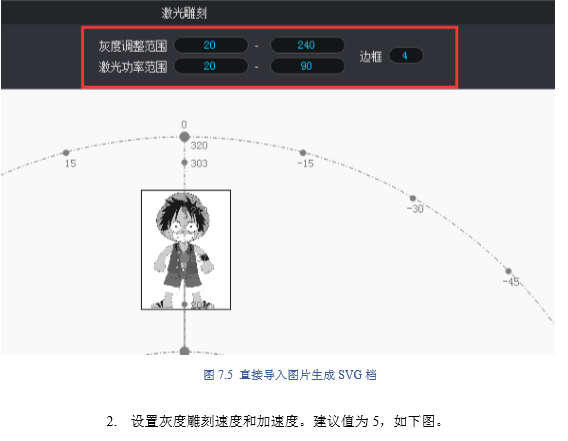 激光雕刻
灰度调整范围 20 - 240
激光功率范围 20 - 90
边框 4
0
320
303
15
-15
-30
-45
图 7.5 直接导入图片生成 SVG 档
2. 设置灰度雕刻速度和加速度。建议值为 5，如下图。